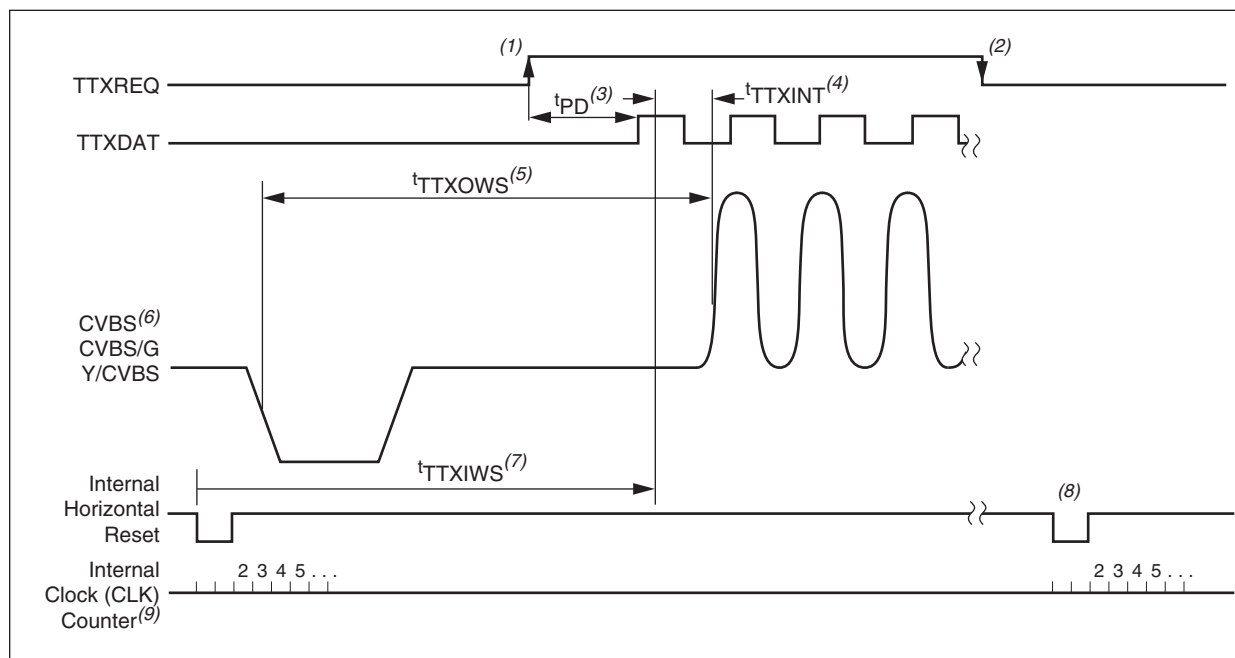 (1)
(2)
TTXREQ
tPD(3)
tTTXINT(4)
TTXDAT
tTTXOWS(5)
CVBS(6)
CVBS/G
Y/CVBS
tTTXIWS(7)
Internal
Horizontal
Reset
(8)
Internal
Clock (CLK)
Counter(9)
2 3 4 5 . . .
2 3 4 5 . . .